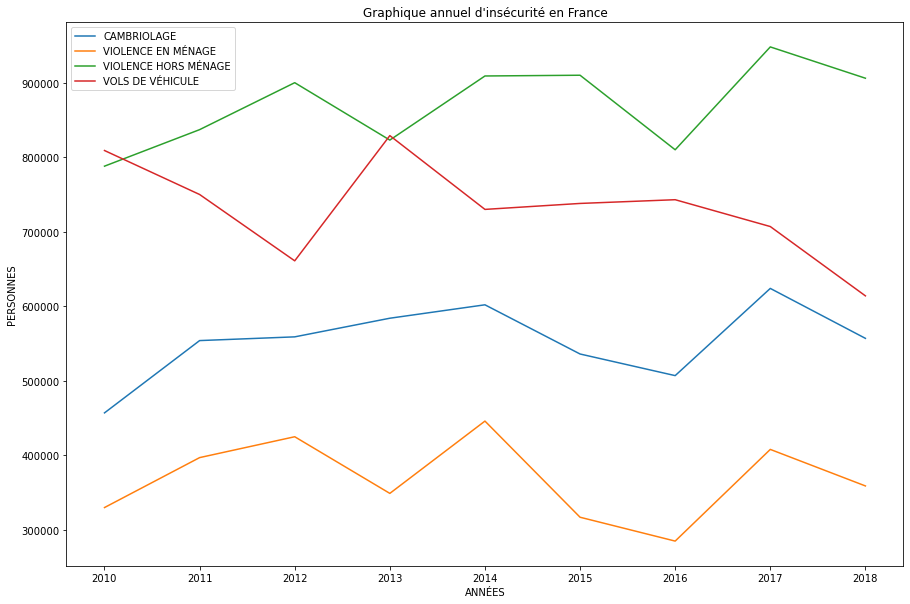 Graphique annuel d'insécurité en France
CAMBRIOLAGE
VIOLENCE EN MÉNAGE
VIOLENCE HORS MÉNAGE
VOLS DE VÉHICULE
PERSONNES
900000
800000
700000
600000
500000
400000
300000
2010 2011 2012 2013 2014 2015 2016 2017 2018
ANNÉES